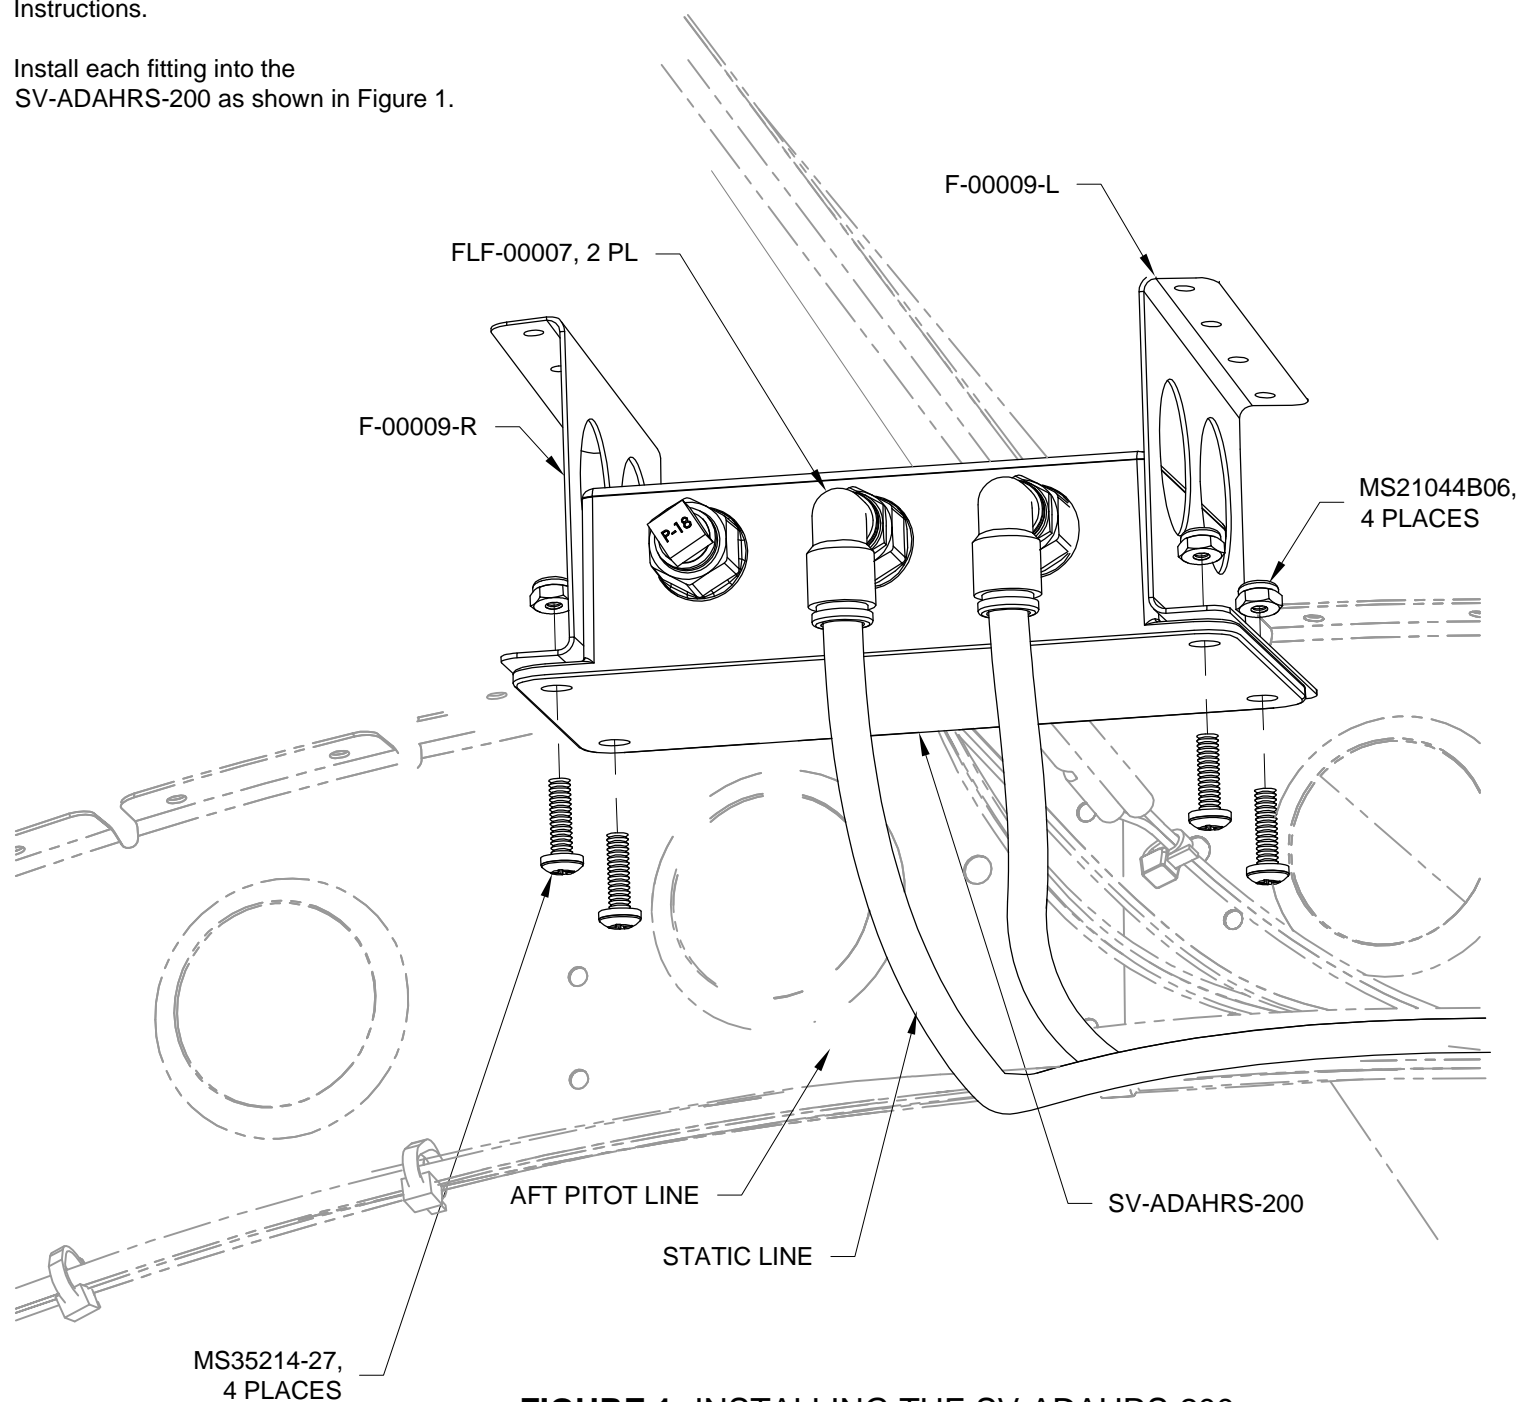 Instructions.
Install each fitting into the
SV-ADAHRS-200 as shown in Figure 1.
F-00009-L
FLF-00007, 2 PL
F-00009-R
MS21044B06,
4 PLACES
P-18
AFT PITOT LINE
SV-ADAHRS-200
STATIC LINE
MS35214-27,
4 PLACES
FIGURE 1: INSTALLING THE SV-ADAHRS-200